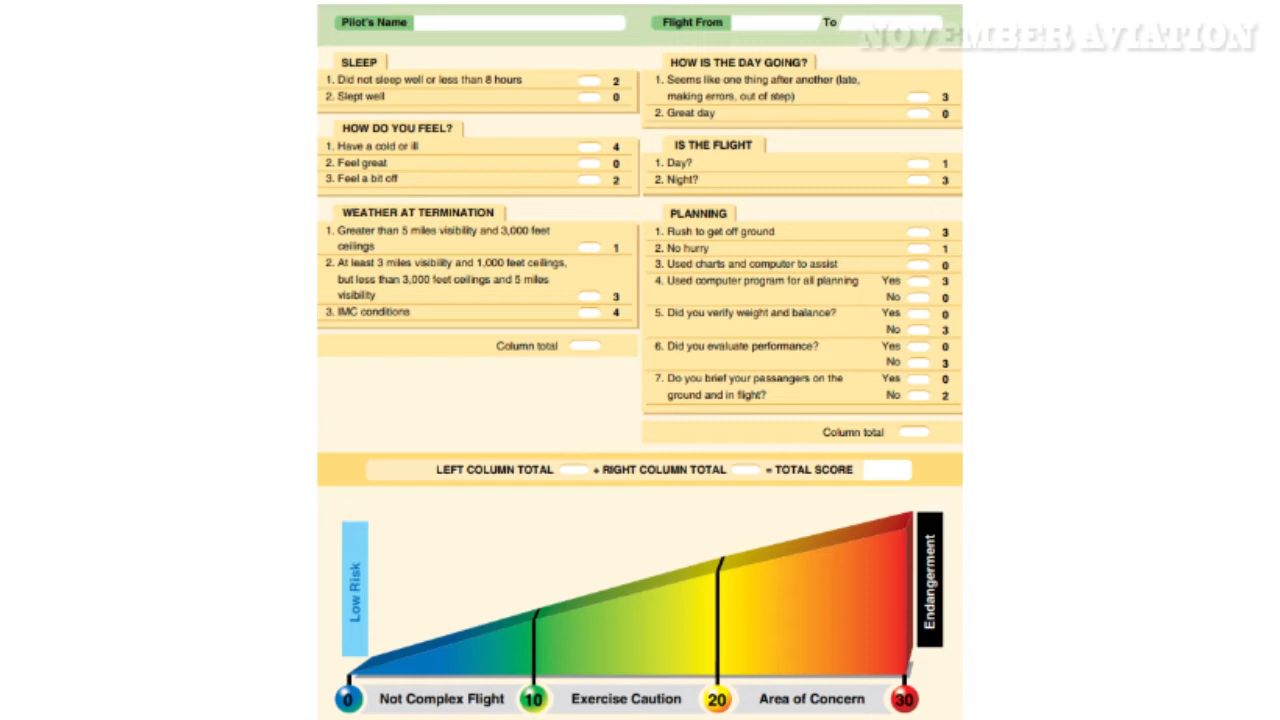 NOVEMBER AVIATION
Pilot's Name
Flight From To
SLEEP
1. Did not sleep well or less than 8 hours 2
2. Slept well 0
HOW DO YOU FEEL?
1. Have a cold or ill 4
2. Feel great 0
3. Feel a bit off 2
WEATHER AT TERMINATION
1. Greater than 5 miles visibility and 3,000 feet
ceilings 1
2. At least 3 miles visibility and 1,000 feet ceilings,
but less than 3,000 feet ceilings and 5 miles
visibility 3
3. IMC conditions 4
Column total
HOW IS THE DAY GOING?
1. Seems like one thing after another (late,
making errors, out of step) 3
2. Great day 0
IS THE FLIGHT
1. Day? 1
2. Night? 3
PLANNING
1. Rush to get off ground 3
2. No hurry 1
3. Used charts and computer to assist 0
4. Used computer program for all planning Yes 3
No 0
5. Did you verify weight and balance? Yes 0
No 3
6. Did you evaluate performance? Yes 0
No 3
7. Do you brief your passangers on the Yes 0
ground and in flight? No 2
Column total
LEFT COLUMN TOTAL + RIGHT COLUMN TOTAL = TOTAL SCORE
Low Risk
Endangerment
0 Not Complex Flight 10 Exercise Caution 20 Area of Concern 30